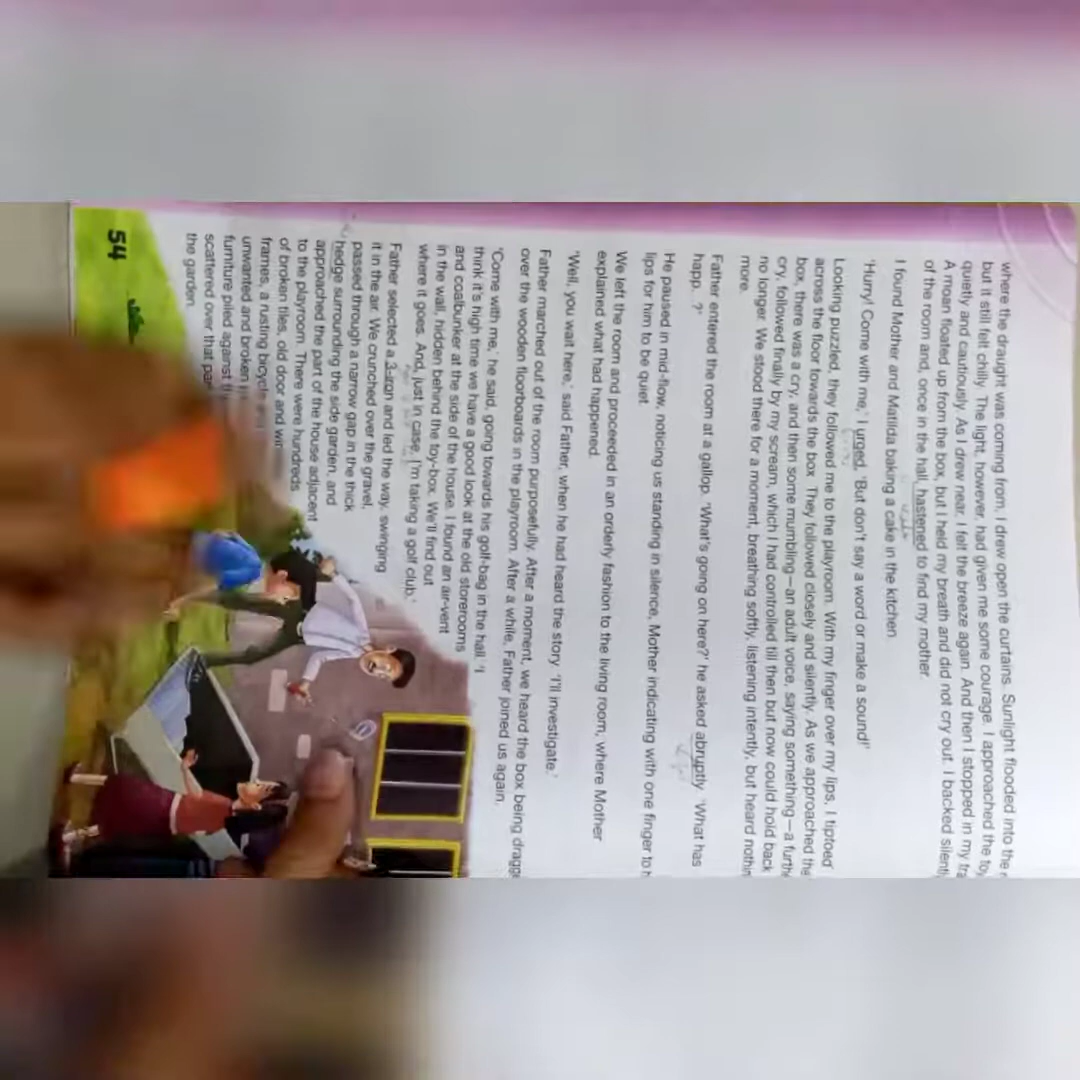 where the draught was coming from, I drew open the curtains. Sunlight flooded into the
but it still felt chilly. The light, however, had given me some courage. I approached the
quietly and cautiously. As I drew near, I felt the breeze again. And then I stopped in my
A moan floated up from the box, but I held my breath and did not cry out. I backed
of the room and, once in the hall, hastened to find my mother.
I found Mother and Matilda baking a cake in the kitchen
'Hurry! Come with me,' I urged. 'But don't say a word or make a sound!'
Looking puzzled, they followed me to the playroom. With my finger over my lips, I tiptoed
across the floor towards the box. They followed closely and silently. As we approached the
box, there was a cry, and then some mumbling—an adult voice, saying something—a
cry, followed finally by my scream, which I had controlled till then but now could hold back
no longer. We stood there for a moment, breathing softly, listening intently, but heard
more.
Father entered the room at a gallop. 'What's going on here?' he asked abruptly. 'What has
happ...?'
He paused in mid-flow, noticing us standing in silence, Mother indicating with one finger to
lips for him to be quiet.
We left the room and proceeded in an orderly fashion to the living room, where Mother
explained what had happened.
'Well, you wait here,' said Father, when he had heard the story. 'I'll investigate.'
Father marched out of the room purposefully. After a moment, we heard the box being
over the wooden floorboards in the playroom. After a while, Father joined us again.
'Come with me,' he said, going towards his golf-bag in the hall. 'I
think it's high time we have a good look at the old storerooms
and coalbunker at the side of the house. I found an air-vent
in the wall, hidden behind the toy-box. We'll find out
where it goes. And, just in case, I'm taking a golf club.'
Father selected a 3-iron and led the way, swinging
it in the air. We crunched over the gravel,
passed through a narrow gap in the thick
hedge surrounding the side garden, and
approached the part of the house adjacent
to the playroom. There were hundreds
of broken tiles, old door and
frames, a rusting bicycle
unwanted and broken
furniture piled against
scattered over that
the garden.
54